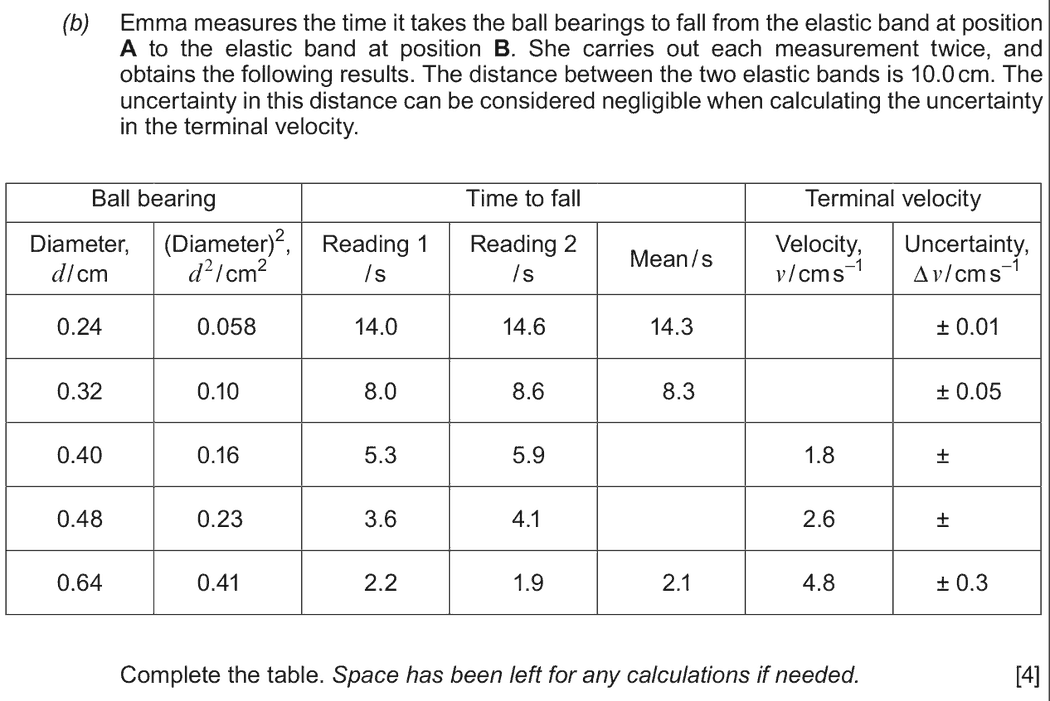 (b) Emma measures the time it takes the ball bearings to fall from the elastic band at position
A to the elastic band at position B. She carries out each measurement twice, and
obtains the following results. The distance between the two elastic bands is 10.0 cm. The
uncertainty in this distance can be considered negligible when calculating the uncertainty
in the terminal velocity.
Ball bearing Time to fall Terminal velocity
Diameter, (Diameter)², Reading 1 Reading 2 Mean/s Velocity, Uncertainty,
d/cm d²/cm² /s /s v/cm s⁻¹ Δv/cm s⁻¹
0.24 0.058 14.0 14.6 14.3 ± 0.01
0.32 0.10 8.0 8.6 8.3 ± 0.05
0.40 0.16 5.3 5.9 1.8 ±
0.48 0.23 3.6 4.1 2.6 ±
0.64 0.41 2.2 1.9 2.1 4.8 ± 0.3
Complete the table. Space has been left for any calculations if needed. [4]